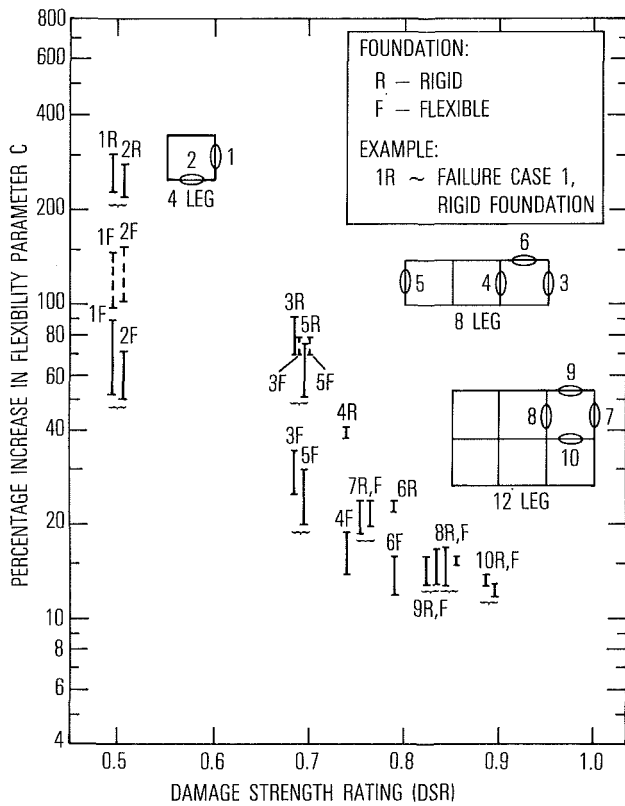 800
600
400
200
100
80
60
40
20
10
8
6
4
PERCENTAGE INCREASE IN FLEXIBILITY PARAMETER C
FOUNDATION:
R – RIGID
F – FLEXIBLE
EXAMPLE:
1R ~ FAILURE CASE 1,
RIGID FOUNDATION
1R
2R
2
1
4 LEG
1F
2F
1F
2F
6
5
4
3
8 LEG
3R
5R
3F
5F
4R
3F
5F
9
8
7
10
12 LEG
7R,F
6R
4F
6F
8R,F
10R,F
9R,F
0.5
0.6
0.7
0.8
0.9
1.0
DAMAGE STRENGTH RATING (DSR)